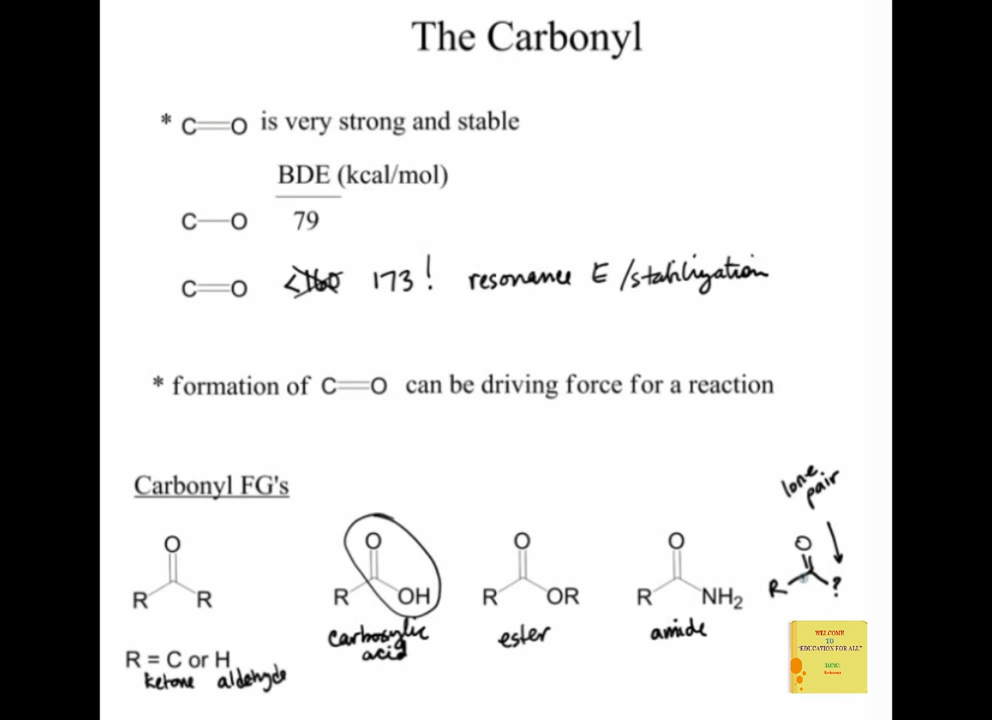 The Carbonyl
* C=O is very strong and stable
BDE (kcal/mol)
C—O 79
C=O <160 173! resonance E /stabilization
* formation of C=O can be driving force for a reaction
Carbonyl FG's
lone pair
O O O O O
R R R OH R OR R NH₂ R ?
carboxylic acid ester amide
R = C or H
ketone aldehyde
WELCOME
TO
"EDUCATION FOR ALL"